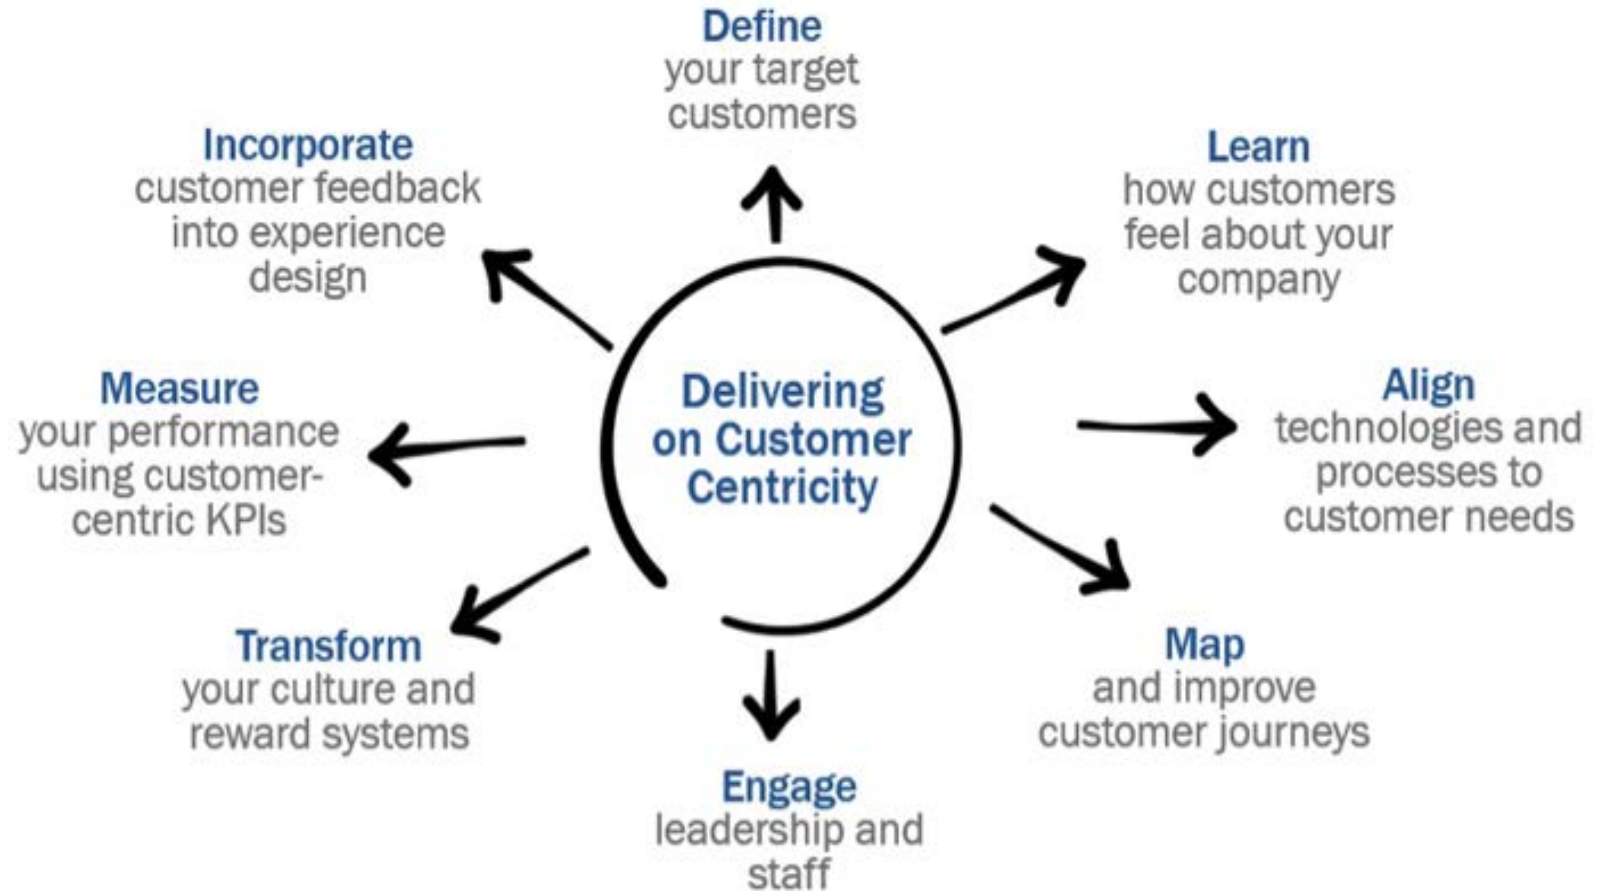 Define
your target
customers
Learn
how customers
feel about your
company
Align
technologies and
processes to
customer needs
Map
and improve
customer journeys
Engage
leadership and
staff
Transform
your culture and
reward systems
Measure
your performance
using customer-
centric KPIs
Incorporate
customer feedback
into experience
design
Delivering
on Customer
Centricity